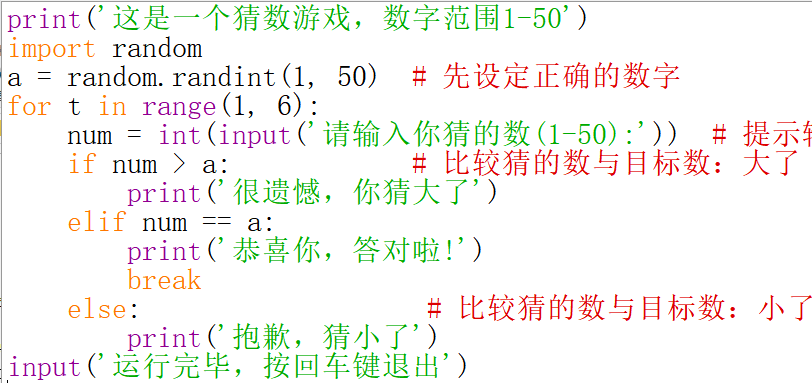 print('这是一个猜数游戏，数字范围1-50')
import random
a = random.randint(1, 50)  # 先设定正确的数字
for t in range(1, 6):
    num = int(input('请输入你猜的数(1-50):'))  # 提示
    if num > a:            # 比较猜的数与目标数：大了
        print('很遗憾，你猜大了')
    elif num == a:
        print('恭喜你，答对啦!')
        break
    else:                   # 比较猜的数与目标数：小了
        print('抱歉，猜小了')
input('运行完毕，按回车键退出')